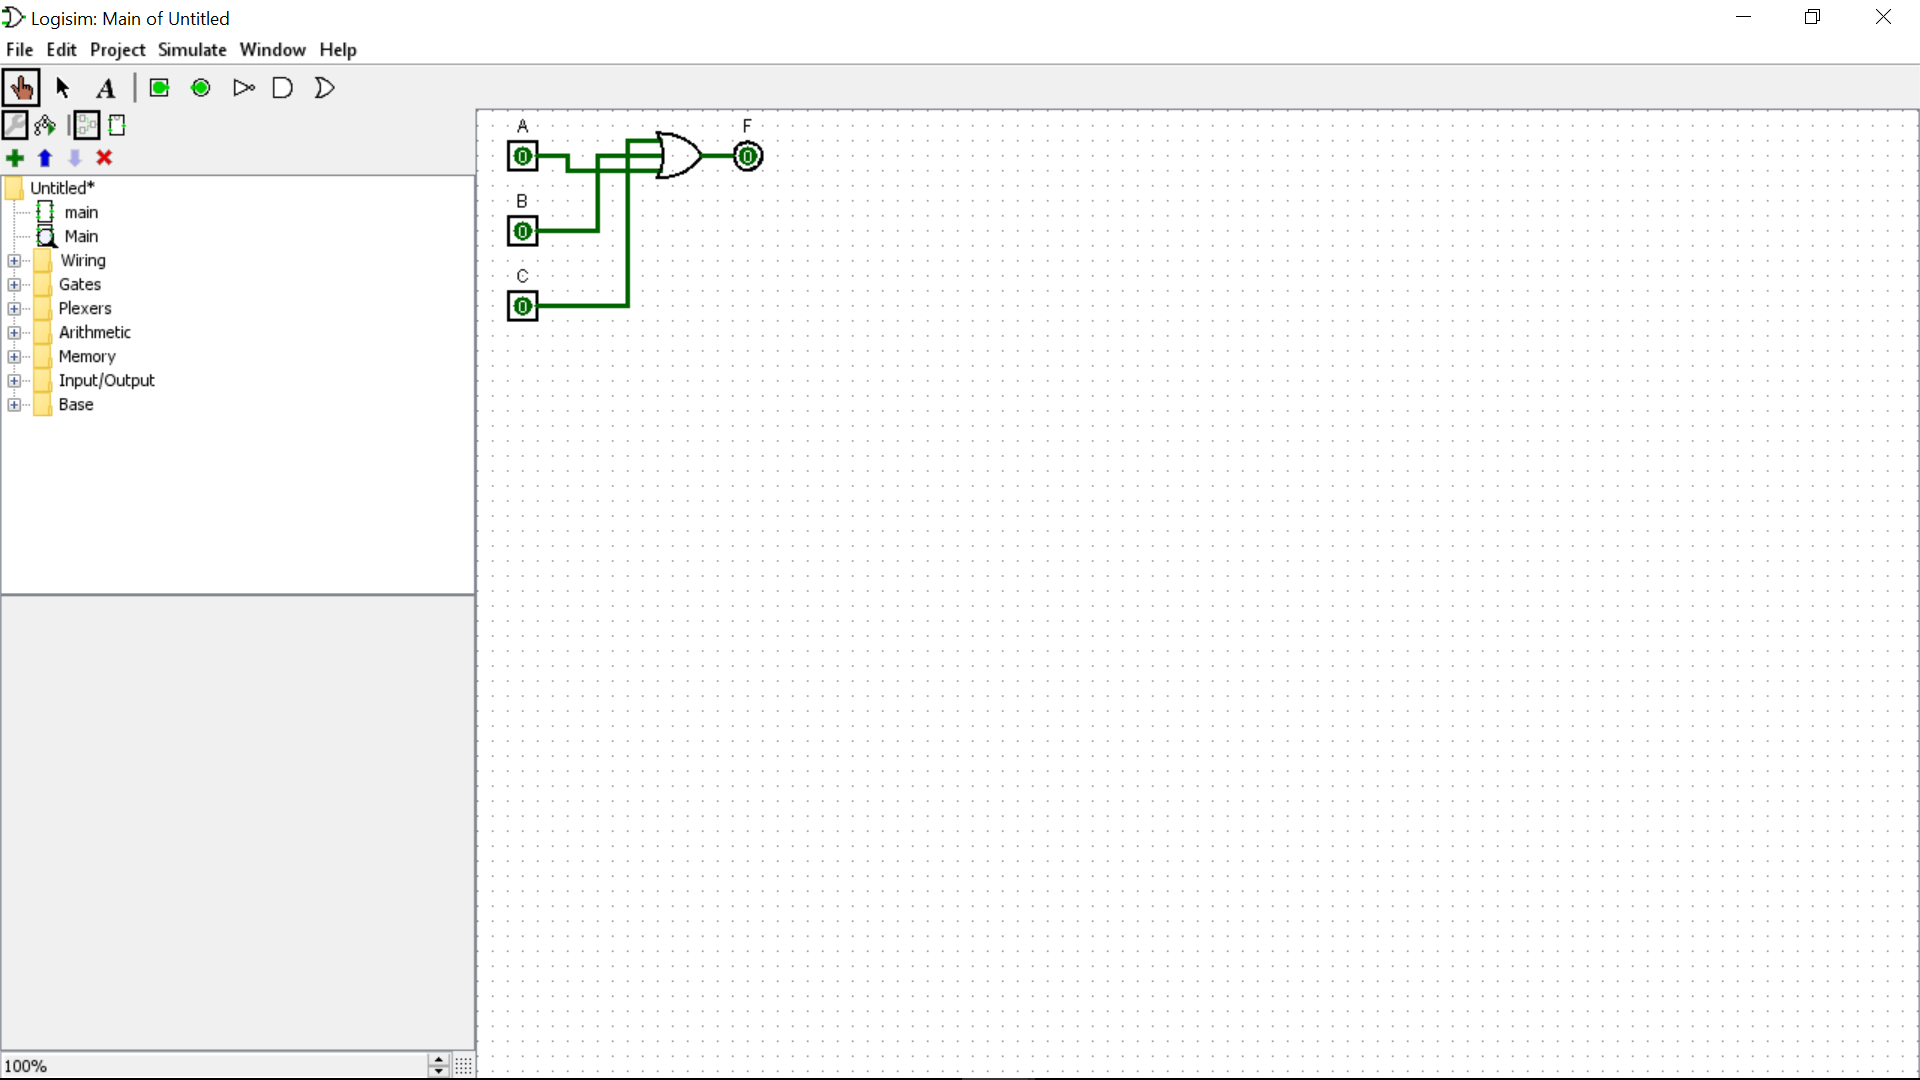 Logisim: Main of Untitled
File Edit Project Simulate Window Help
A
Untitled*
main
Main
Wiring
Gates
Plexers
Arithmetic
Memory
Input/Output
Base
100%
A F
0 0
B
0
C
0